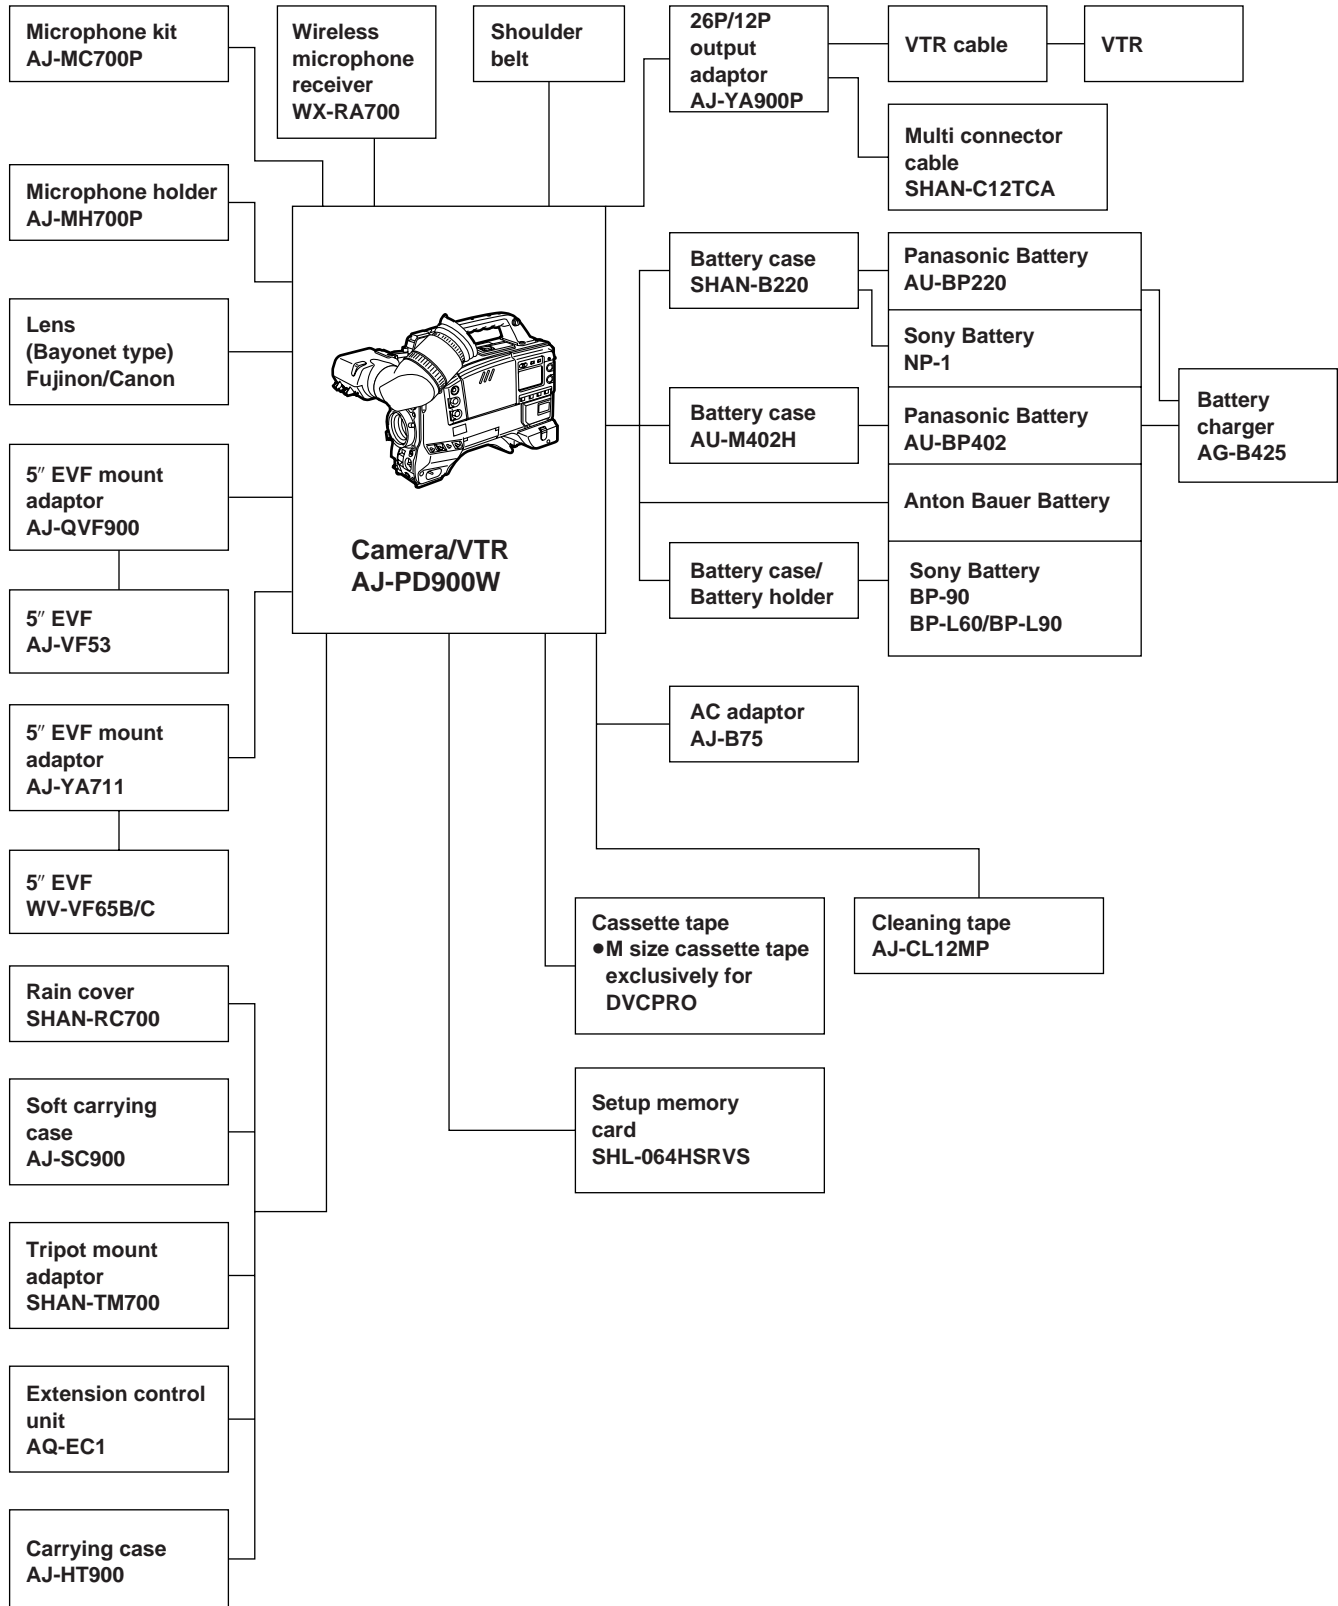 Microphone kit
AJ-MC700P
Wireless
microphone
receiver
WX-RA700
Shoulder
belt
26P/12P
output
adaptor
AJ-YA900P
VTR cable
VTR
Multi connector
cable
SHAN-C12TCA
Microphone holder
AJ-MH700P
Lens
(Bayonet type)
Fujinon/Canon
5″ EVF mount
adaptor
AJ-QVF900
5″ EVF
AJ-VF53
5″ EVF mount
adaptor
AJ-YA711
5″ EVF
WV-VF65B/C
Camera/VTR
AJ-PD900W
Battery case
SHAN-B220
Panasonic Battery
AU-BP220
Sony Battery
NP-1
Battery case
AU-M402H
Panasonic Battery
AU-BP402
Anton Bauer Battery
Battery case/
Battery holder
Sony Battery
BP-90
BP-L60/BP-L90
Battery
charger
AG-B425
AC adaptor
AJ-B75
Cassette tape
●M size cassette tape
exclusively for
DVCPRO
Cleaning tape
AJ-CL12MP
Setup memory
card
SHL-064HSRVS
Rain cover
SHAN-RC700
Soft carrying
case
AJ-SC900
Tripot mount
adaptor
SHAN-TM700
Extension control
unit
AQ-EC1
Carrying case
AJ-HT900